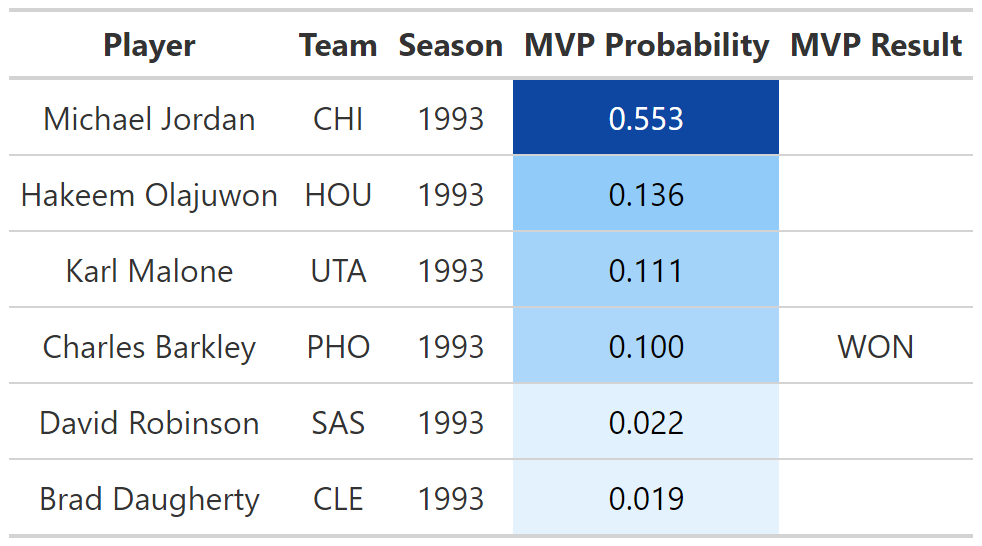 Player Team Season MVP Probability MVP Result
Michael Jordan CHI 1993 0.553
Hakeem Olajuwon HOU 1993 0.136
Karl Malone UTA 1993 0.111
Charles Barkley PHO 1993 0.100 WON
David Robinson SAS 1993 0.022
Brad Daugherty CLE 1993 0.019